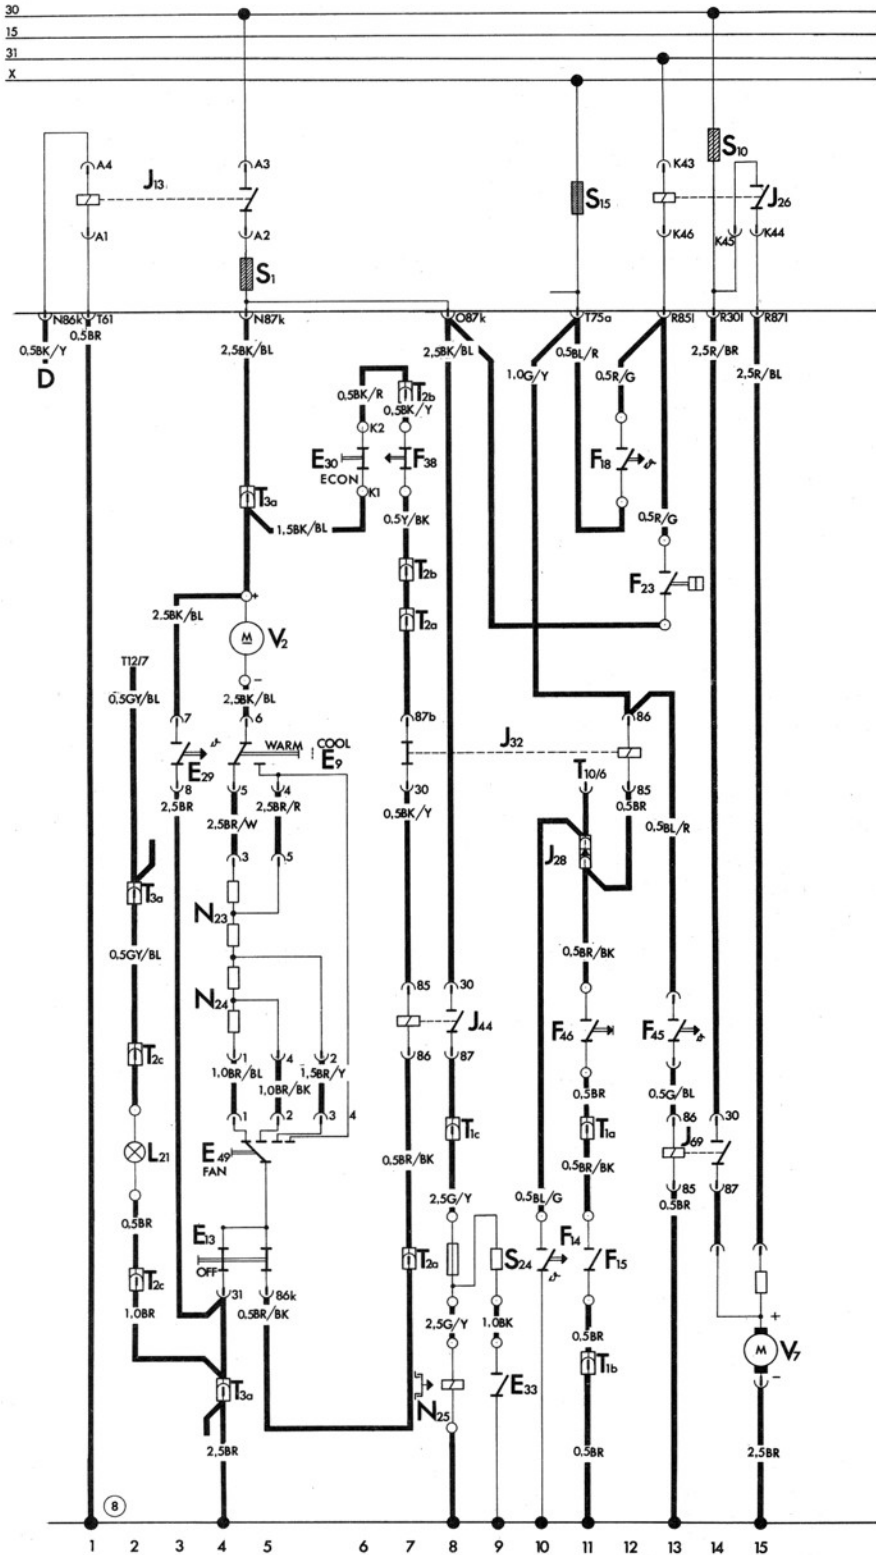 30
15
31
X
A4
A3
K43
J13
S10
S15
J26
A1
A2
K46
K45
K44
S1
N86k
T61
N87k
O87k
T75a
R85l
R30l
R87l
0.5BK/Y
0.5BR
2,5BK/BL
2,5BK/BL
1,0G/Y
0,5BL/R
0,5R/G
2,5R/BR
2,5R/BL
D
0,5BK/R
T2b
0,5BK/Y
K2
E30
ECON
F38
F18
K1
T3a
1,5BK/BL
0,5Y/BK
0,5R/G
T2b
F23
T2a
+
2.5BK/BL
M
V2
T12/7
0.5GY/BL
−
2,5BK/BL
7
6
87b
86
WARM
COOL
J32
E9
E29
T10/6
8
5
4
30
85
2,5BR
2,5BR/R
0,5BK/Y
0,5BR
2,5BR/W
0,5BL/R
3
5
J28
T3a
N23
0,5GY/BL
0,5BR/BK
N24
85
30
J44
F46
F45
T2c
1
4
2
86
87
1,0BR/BL
1,5BR/Y
1,0BR/BK
0,5BR
0,5G/BL
1
2
3
4
86
30
T1c
T1a
J69
L21
E49
FAN
0,5BR/BK
0,5BR/BK
85
87
0,5BR
2,5G/Y
0,5BL/G
0,5BR
E13
F14
OFF
T2a
S24
F15
T2c
31
86k
1,0BR
0,5BR/BK
2,5G/Y
1,0BK
0,5BR
+
M
V7
T1b
T3a
N25
E33
−
2,5BR
0,5BR
2,5BR
8
1 2 3 4 5 6 7 8 9 10 11 12 13 14 15